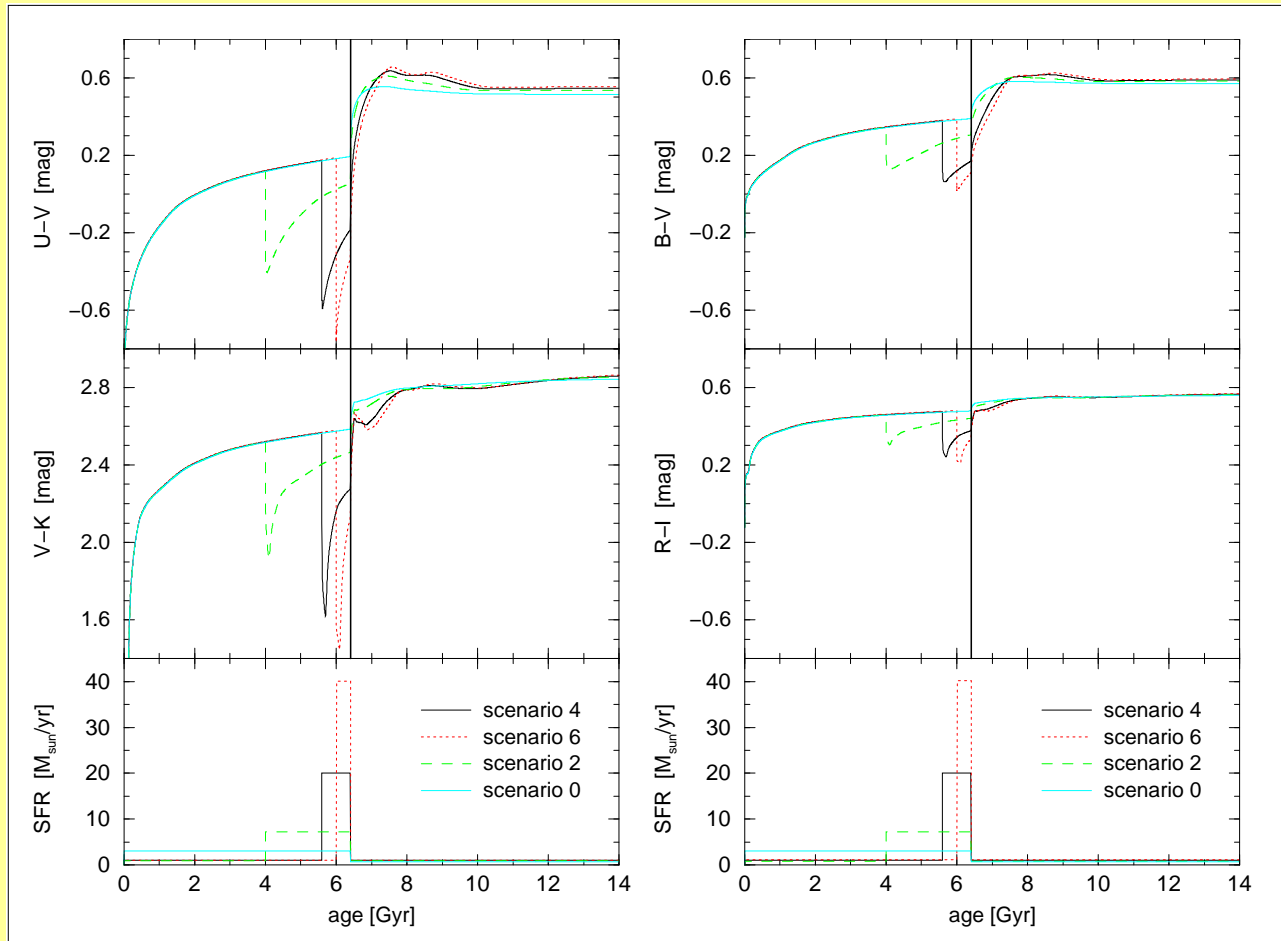 0.6
0.2
−0.2
−0.6
U−V [mag]
2.8
2.4
2.0
1.6
V−K [mag]
40
30
20
10
0
SFR [M_sun/yr]
scenario 4
scenario 6
scenario 2
scenario 0
0 2 4 6 8 10 12 14
age [Gyr]
0.6
0.2
−0.2
−0.6
B−V [mag]
0.6
0.2
−0.2
−0.6
R−I [mag]
40
30
20
10
0
SFR [M_sun/yr]
scenario 4
scenario 6
scenario 2
scenario 0
0 2 4 6 8 10 12 14
age [Gyr]